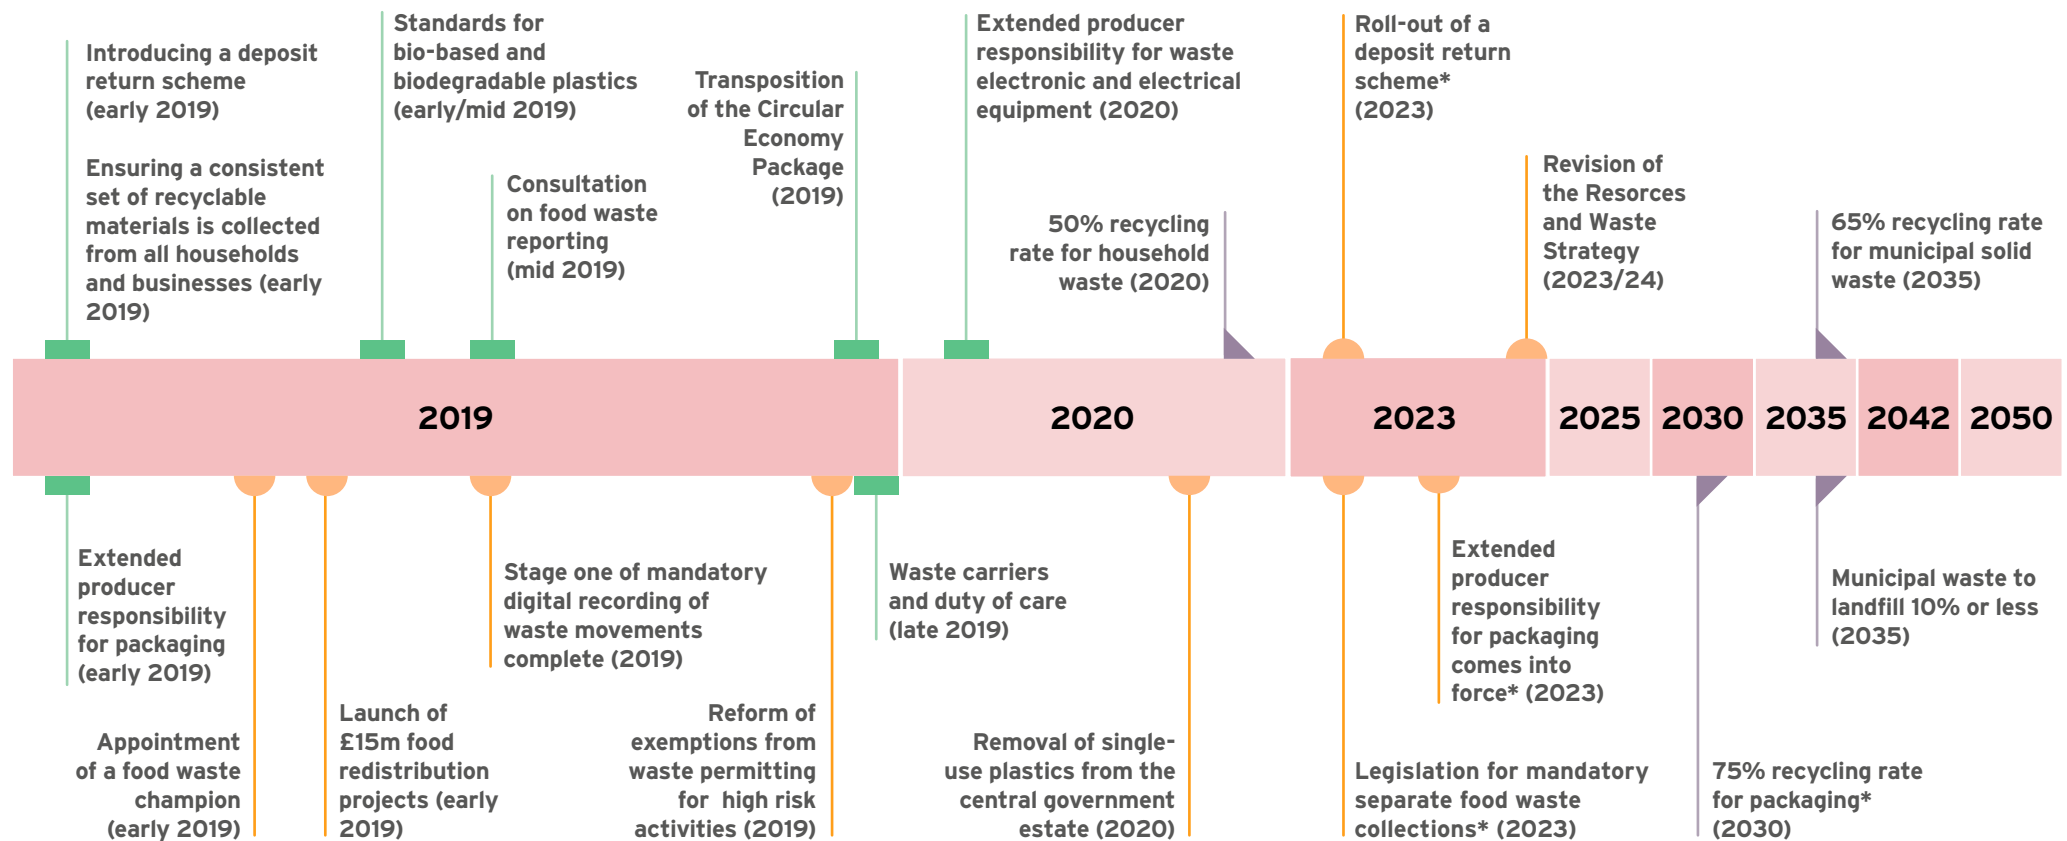 Introducing a deposit
return scheme
(early 2019)
Ensuring a consistent
set of recyclable
materials is collected
from all households
and businesses (early
2019)
Standards for
bio-based and
biodegradable plastics
(early/mid 2019)
Consultation
on food waste
reporting
(mid 2019)
Transposition
of the Circular
Economy
Package
(2019)
Extended producer
responsibility for waste
electronic and electrical
equipment (2020)
50% recycling
rate for household
waste (2020)
Roll-out of a
deposit return
scheme*
(2023)
Revision of
the Resorces
and Waste
Strategy
(2023/24)
65% recycling rate
for municipal solid
waste (2035)
2019
2020
2023
2025
2030
2035
2042
2050
Extended
producer
responsibility
for packaging
(early 2019)
Appointment
of a food waste
champion
(early 2019)
Launch of
£15m food
redistribution
projects (early
2019)
Stage one of mandatory
digital recording of
waste movements
complete (2019)
Reform of
exemptions from
waste permitting
for high risk
activities (2019)
Waste carriers
and duty of care
(late 2019)
Removal of single-
use plastics from the
central government
estate (2020)
Legislation for mandatory
separate food waste
collections* (2023)
Extended
producer
responsibility
for packaging
comes into
force* (2023)
75% recycling rate
for packaging*
(2030)
Municipal waste to
landfill 10% or less
(2035)